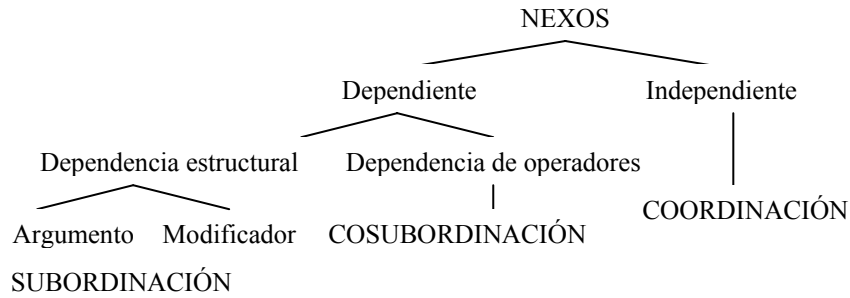 NEXOS
Dependiente Independiente
Dependencia estructural Dependencia de operadores
Argumento Modificador COSUBORDINACIÓN COORDINACIÓN
SUBORDINACIÓN